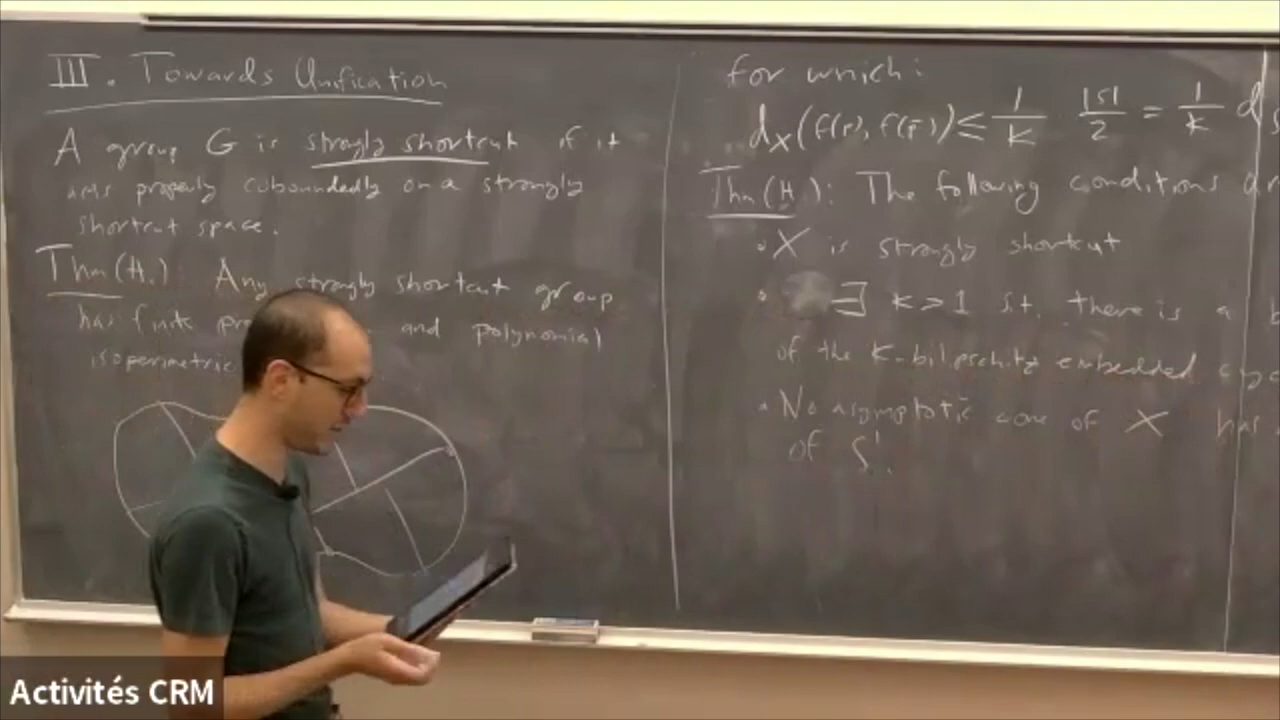 III. Towards Unification
A group G is strongly shortcut if it
acts properly coboundedly on a strongly
shortcut space.
Thm (H.): Any strongly shortcut group
has finite and polynomial
isoperimetric
for which:
d_X(f(p), f(p̄)) ≤ 1/K |S|/2 = 1/K d
Thm (H): The following conditions
• X is strongly shortcut
• ∃ K>1 s.t. there is a
of the K-bilipschitz embedded
• No asymptotic cone of X has
of S¹.
Activités CRM